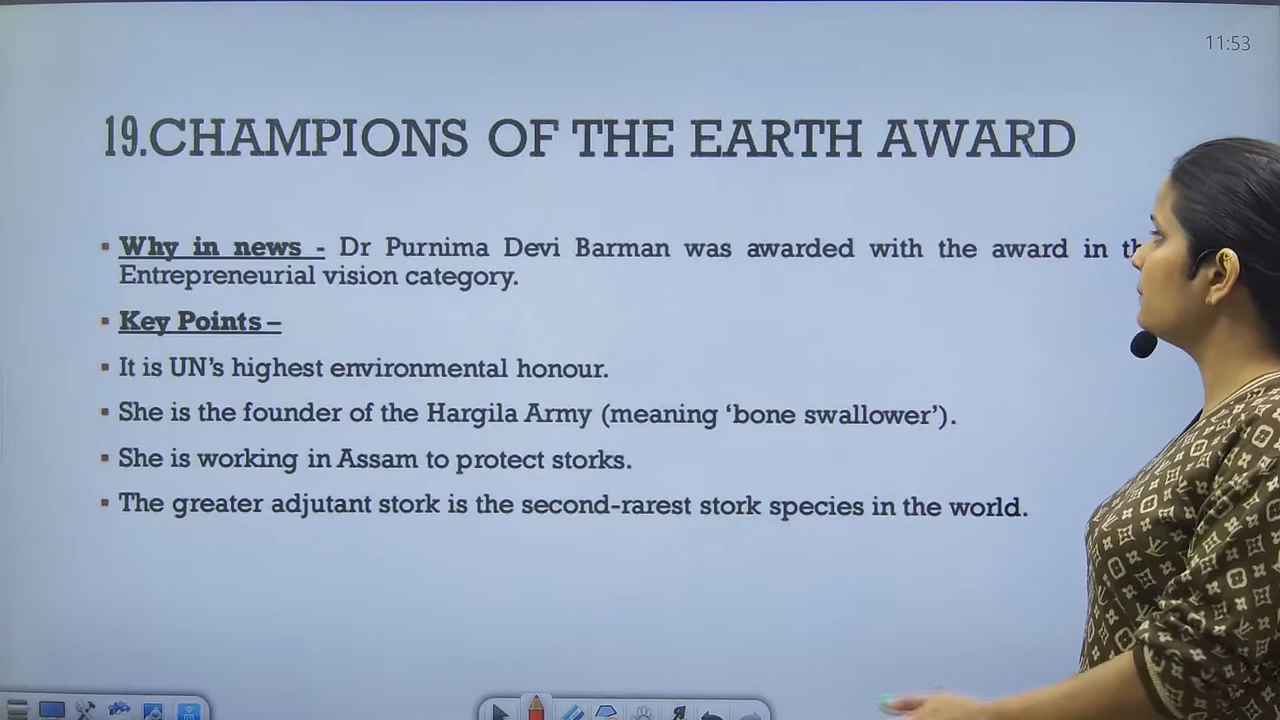 11:53
19.CHAMPIONS OF THE EARTH AWARD
▪ Why in news - Dr Purnima Devi Barman was awarded with the award in
Entrepreneurial vision category.
▪ Key Points –
▪ It is UN’s highest environmental honour.
▪ She is the founder of the Hargila Army (meaning ‘bone swallower’).
▪ She is working in Assam to protect storks.
▪ The greater adjutant stork is the second-rarest stork species in the world.